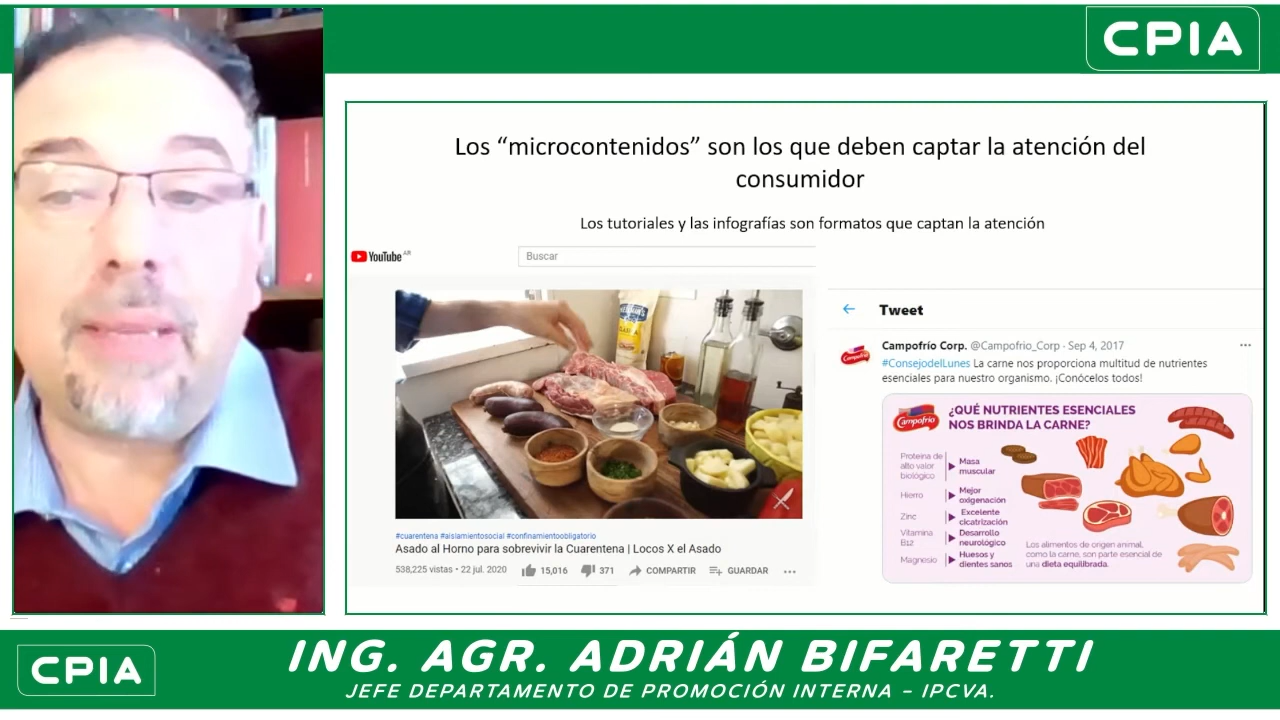 CPIA
Los “microcontenidos” son los que deben captar la atención del
consumidor
Los tutoriales y las infografías son formatos que captan la atención
YouTube AR
Buscar
#cuarentena #aislamientosocial #confinamientoobligatorio
Asado al Horno para sobrevivir la Cuarentena | Locos X el Asado
538,225 vistas • 22 jul. 2020
15,016
371
COMPARTIR
GUARDAR
Tweet
Campofrío Corp. @Campofrio_Corp · Sep 4, 2017
#ConsejodelLunes La carne nos proporciona multitud de nutrientes
esenciales para nuestro organismo. ¡Conócelos todos!
Campofrío
¿QUÉ NUTRIENTES ESENCIALES
NOS BRINDA LA CARNE?
Proteína de
alto valor
biológico
Masa
muscular
Hierro
Mejor
oxigenación
Zinc
Excelente
cicatrización
Vitamina
B12
Desarrollo
neurológico
Magnesio
Huesos y
dientes sanos
Los alimentos de origen animal,
como la carne, son parte esencial de
una dieta equilibrada.
CPIA
ING. AGR. ADRIÁN BIFARETTI
JEFE DEPARTAMENTO DE PROMOCIÓN INTERNA – IPCVA.